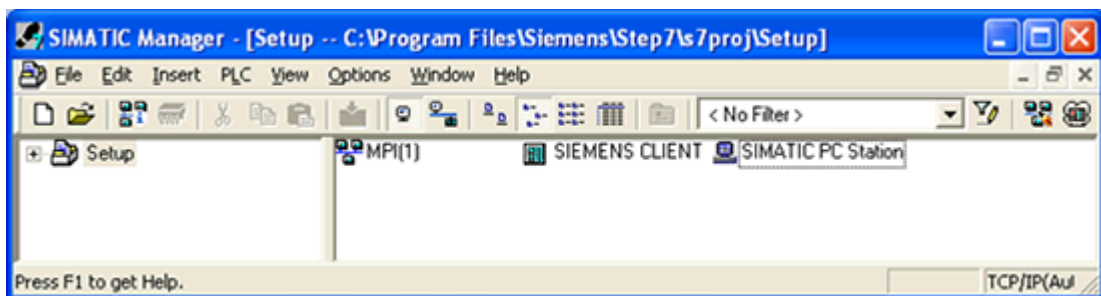 SIMATIC Manager - [Setup -- C:\Program Files\Siemens\Step7\s7proj\Setup]
File Edit Insert PLC View Options Window Help
< No Filter >
Setup MPI(1) SIEMENS CLIENT SIMATIC PC Station
Press F1 to get Help. TCP/IP(Aut